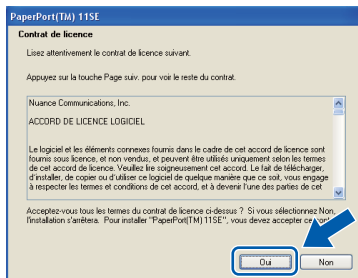 PaperPort(TM) 11SE
Contrat de licence
Lisez attentivement le contrat de licence suivant.
Appuyez sur la touche Page suiv. pour voir le reste du contrat.
Nuance Communications, Inc.
ACCORD DE LICENCE LOGICIEL
Le logiciel et les éléments connexes fournis dans le cadre de cet accord de licence sont
fournis sous licence, et non vendus, et peuvent être utilisés uniquement selon les termes
de cet accord de licence. Veuillez lire soigneusement cet accord. Le fait de télécharger,
d'installer, de copier ou d'utiliser ce logiciel de quelque manière que ce soit, vous engage
à respecter les termes et conditions de cet accord, et à devenir l'une des parties de cet
Acceptez-vous tous les termes du contrat de licence ci-dessus ? Si vous sélectionnez Non,
l'installation s'arrêtera. Pour installer "PaperPort(TM) 11SE", vous devez accepter ce
Oui
Non